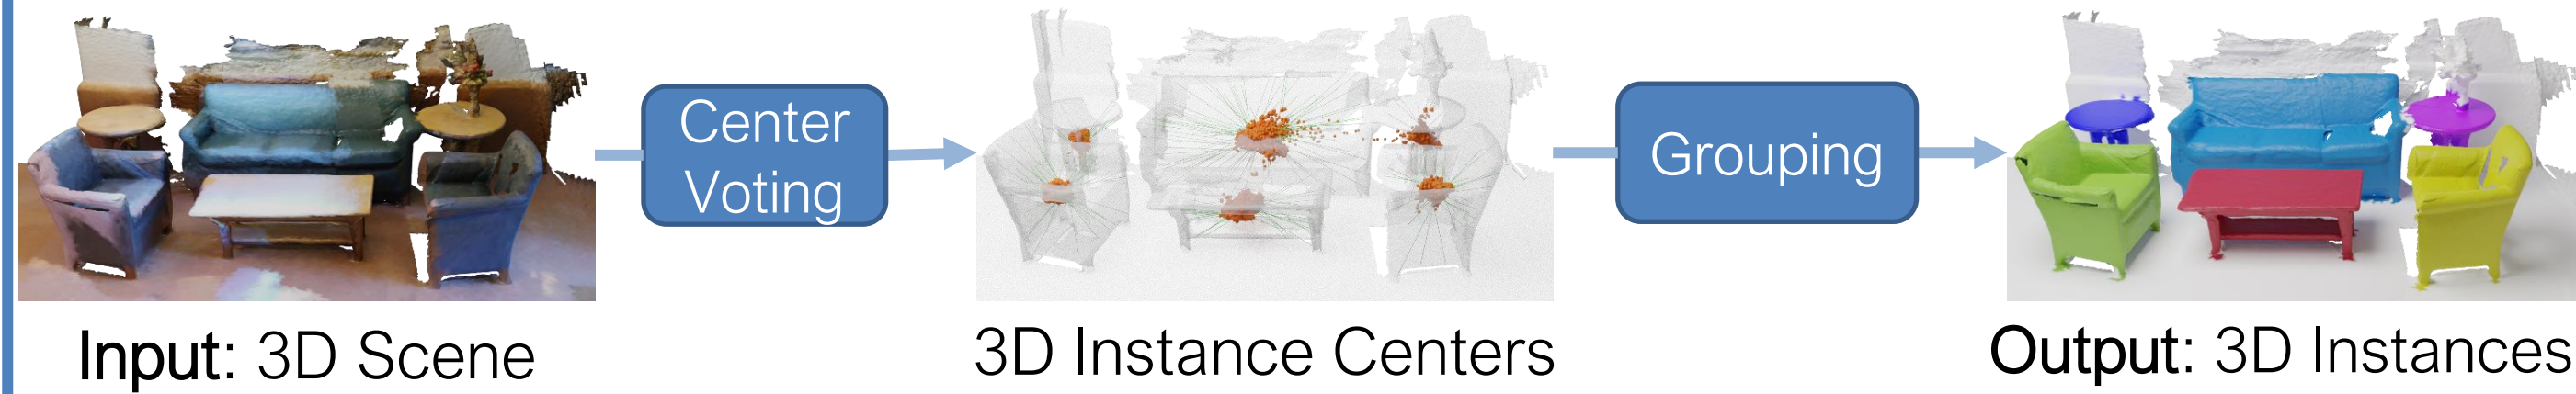 Center
Voting
Grouping
Input: 3D Scene
3D Instance Centers
Output: 3D Instances